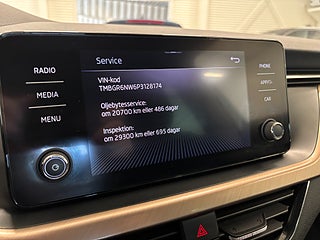 Service
RADIO
MEDIA
MENU
VIN-kod
TMBGR6NW6P3128174
Oljebytesservice:
om 20700 km eller 486 dagar
Inspektion:
om 29300 km eller 695 dagar
PHONE
APPS
CAR